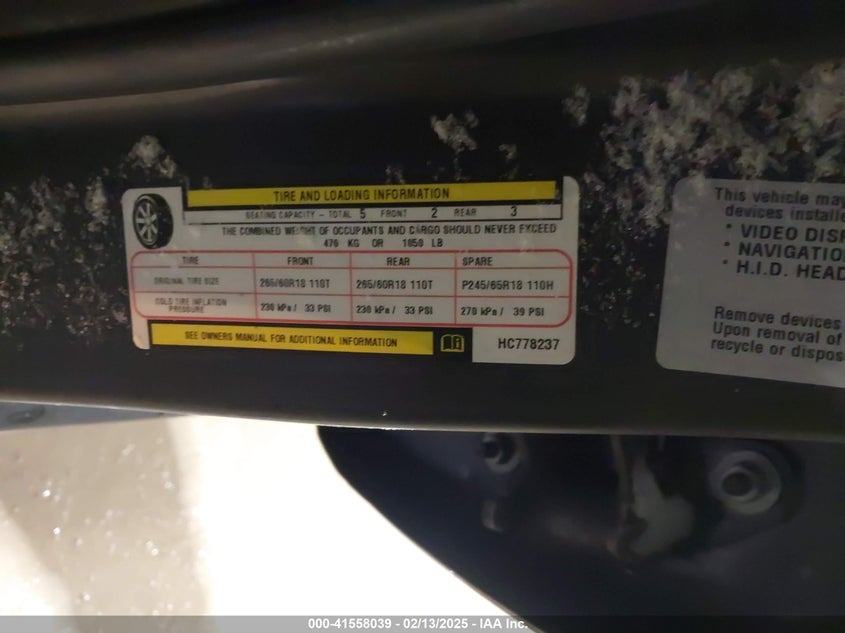 TIRE AND LOADING INFORMATION
SEATING CAPACITY - TOTAL 5 FRONT 2 REAR 3
THE COMBINED WEIGHT OF OCCUPANTS AND CARGO SHOULD NEVER EXCEED
476 KG OR 1050 LB
TIRE FRONT REAR SPARE
ORIGINAL TIRE SIZE 265/60R18 110T 265/60R18 110T P245/65R18 110H
COLD TIRE INFLATION PRESSURE 230 kPa / 33 PSI 230 kPa / 33 PSI 270 kPa / 39 PSI
SEE OWNERS MANUAL FOR ADDITIONAL INFORMATION
HC778237
This vehicle may
devices installe
• VIDEO DISP
• NAVIGATION
• H.I.D. HEAD
Remove devices
Upon removal of
recycle or dispos
000-41558039 — 02/13/2025 — IAA Inc.